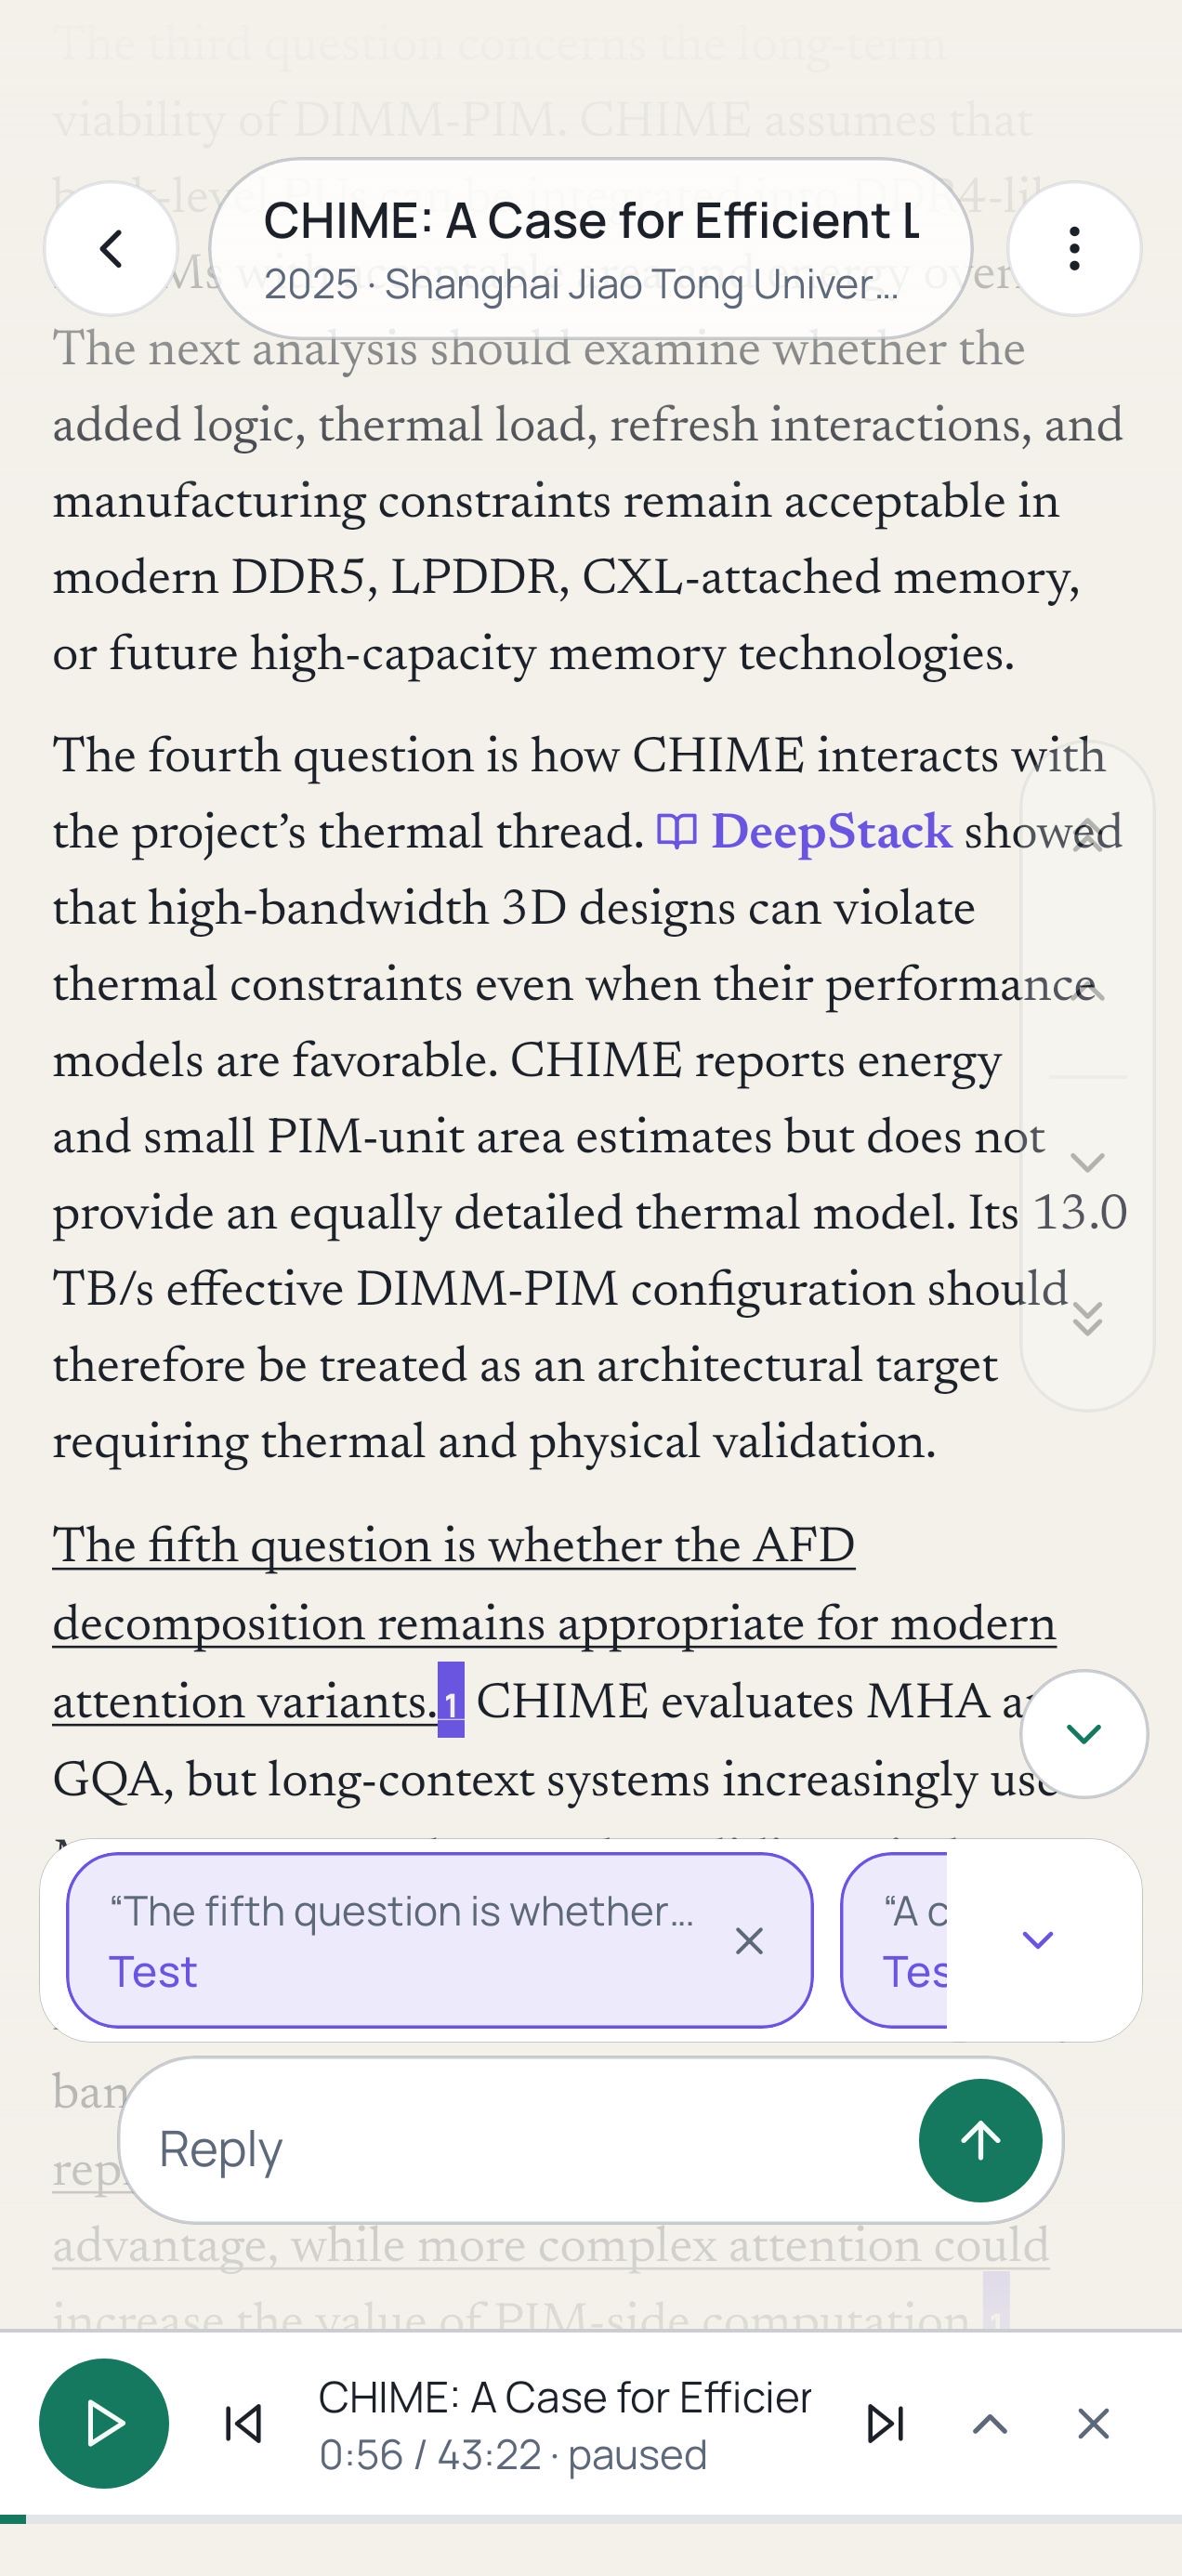 The third question concerns the long-term
viability of DIMM-PIM. CHIME assumes that
CHIME: A Case for Efficient L
2025 · Shanghai Jiao Tong Univer...
The next analysis should examine whether the
added logic, thermal load, refresh interactions, and
manufacturing constraints remain acceptable in
modern DDR5, LPDDR, CXL-attached memory,
or future high-capacity memory technologies.
The fourth question is how CHIME interacts with
the project’s thermal thread. DeepStack showed
that high-bandwidth 3D designs can violate
thermal constraints even when their performance
models are favorable. CHIME reports energy
and small PIM-unit area estimates but does not
provide an equally detailed thermal model. Its 13.0
TB/s effective DIMM-PIM configuration should
therefore be treated as an architectural target
requiring thermal and physical validation.
The fifth question is whether the AFD
decomposition remains appropriate for modern
attention variants. 1 CHIME evaluates MHA
GQA, but long-context systems increasingly use
“The fifth question is whether...
Test
“A c
Tes
Reply
advantage, while more complex attention could
increase the value of PIM-side computation 1
CHIME: A Case for Efficier
0:56 / 43:22 · paused